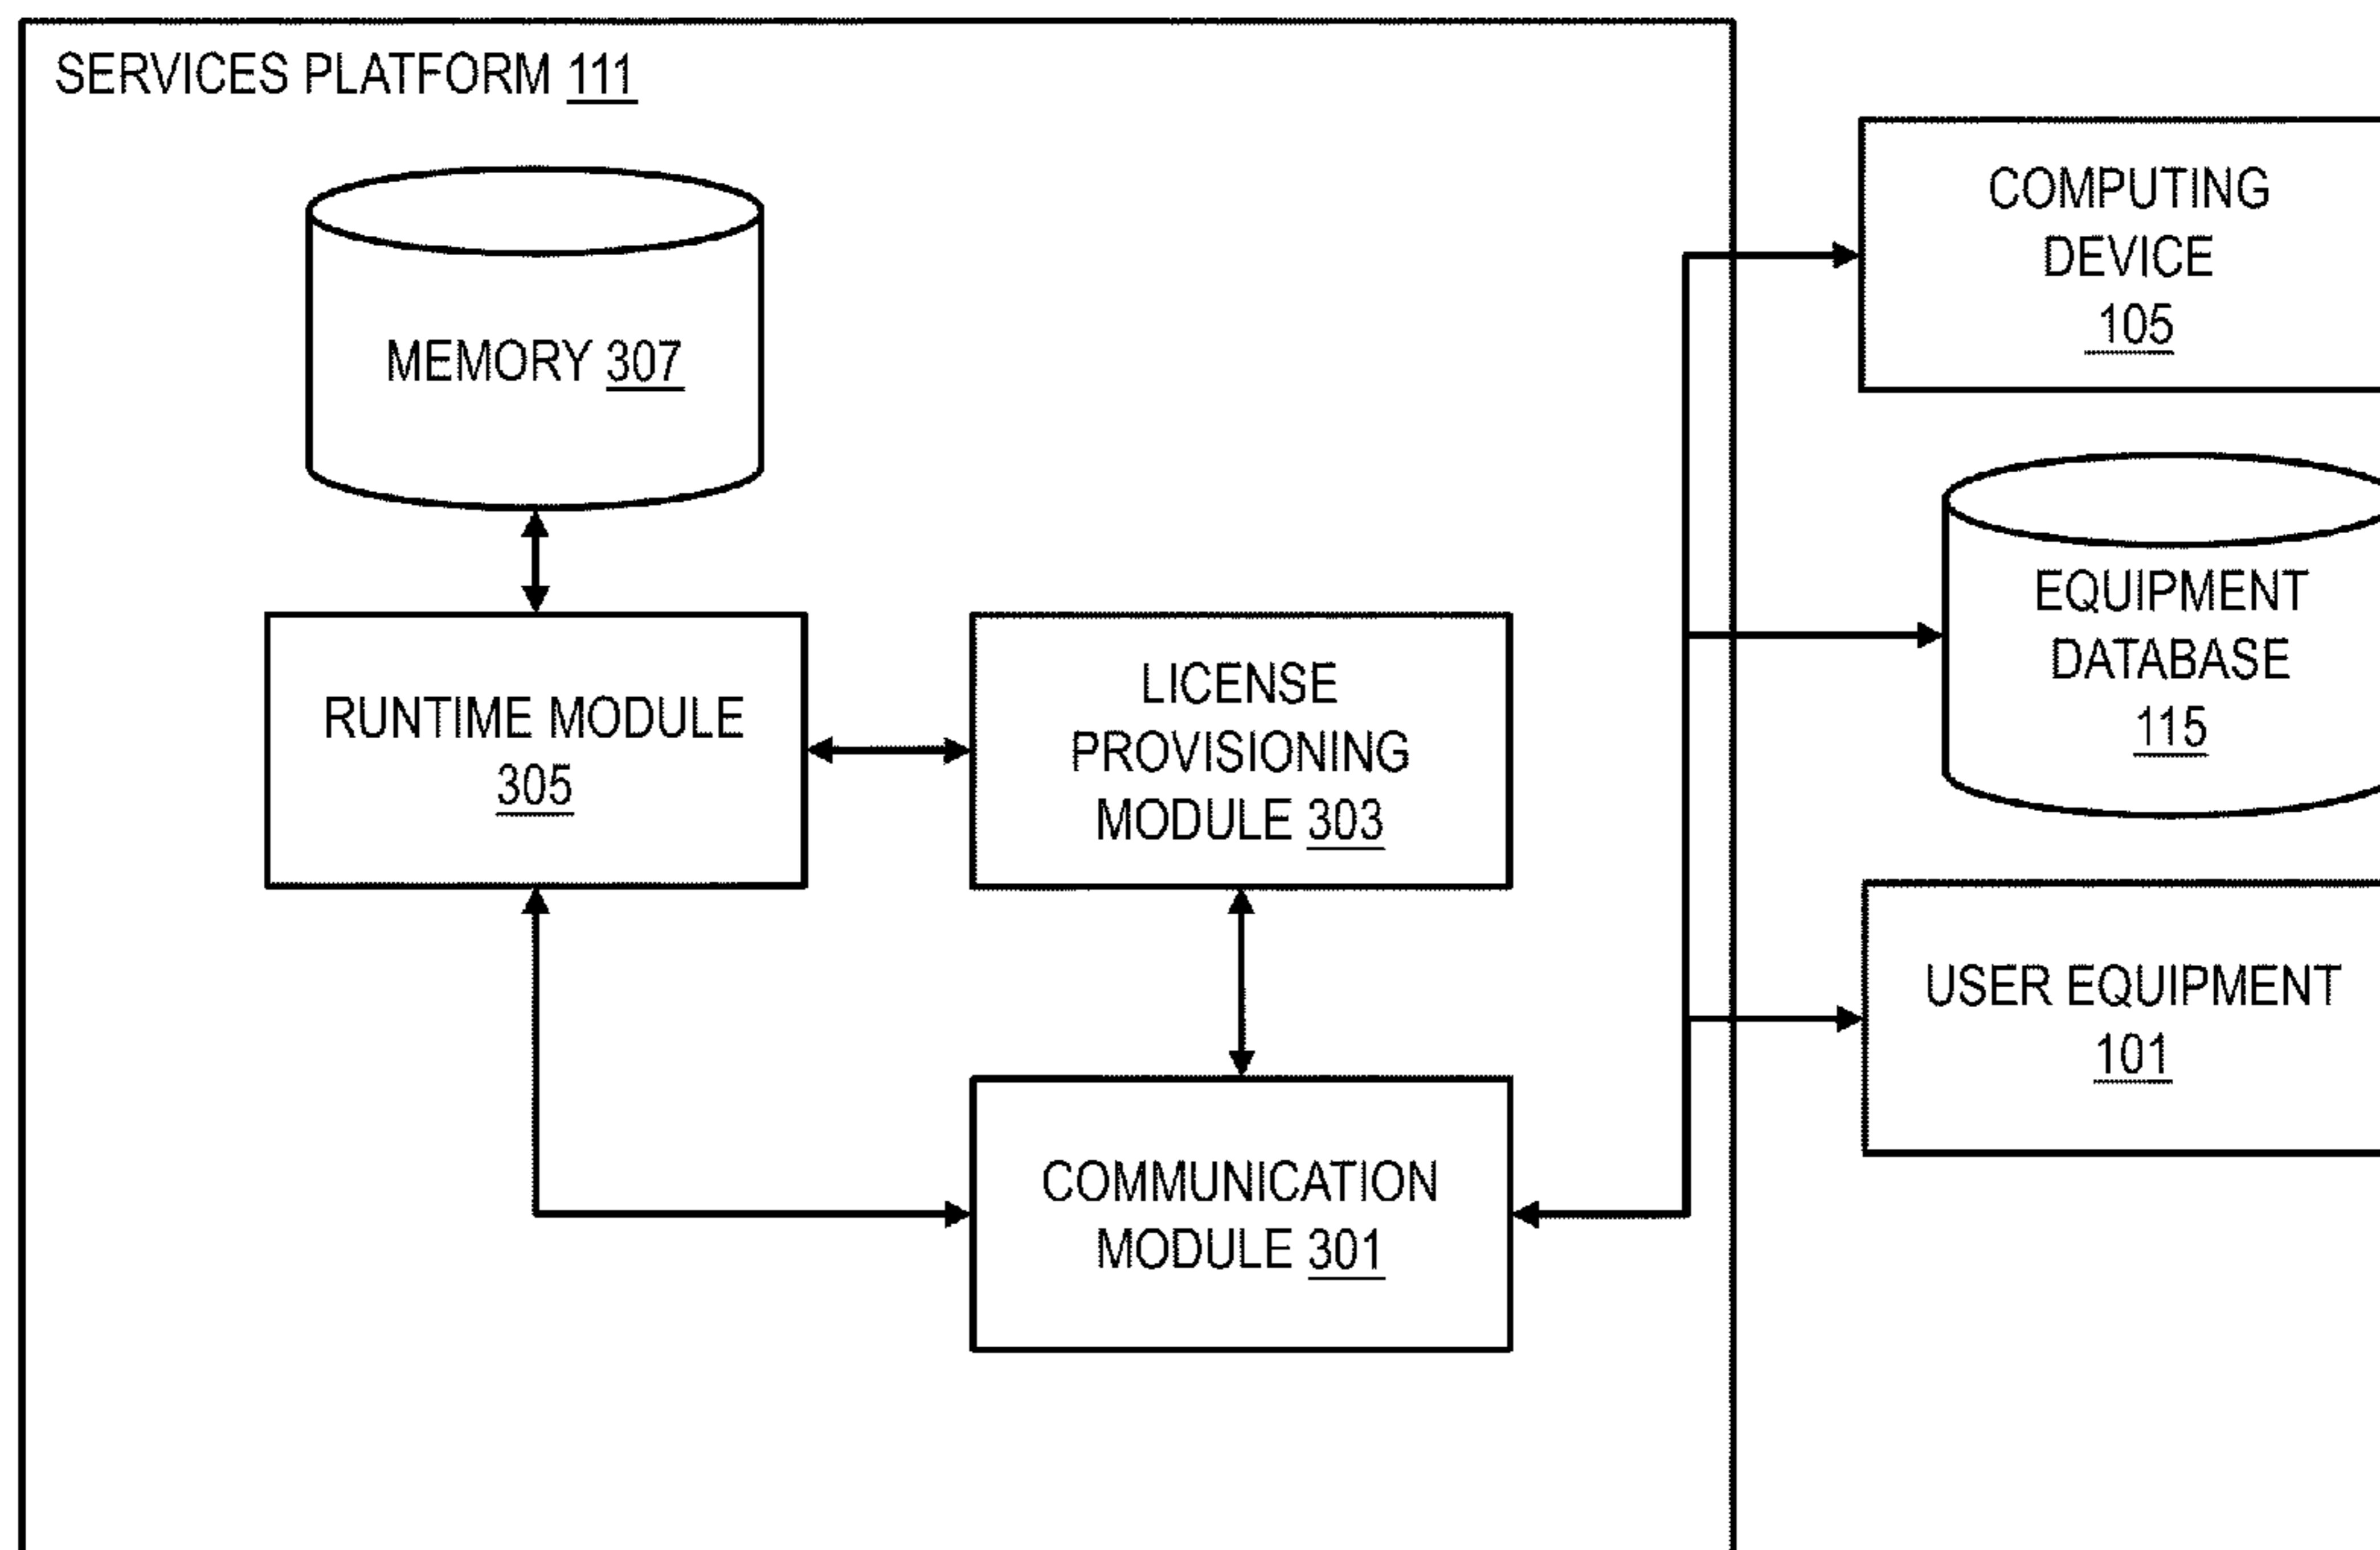 SERVICES PLATFORM 111
MEMORY 307
RUNTIME MODULE
305
LICENSE
PROVISIONING
MODULE 303
COMMUNICATION
MODULE 301
COMPUTING
DEVICE
105
EQUIPMENT
DATABASE
115
USER EQUIPMENT
101